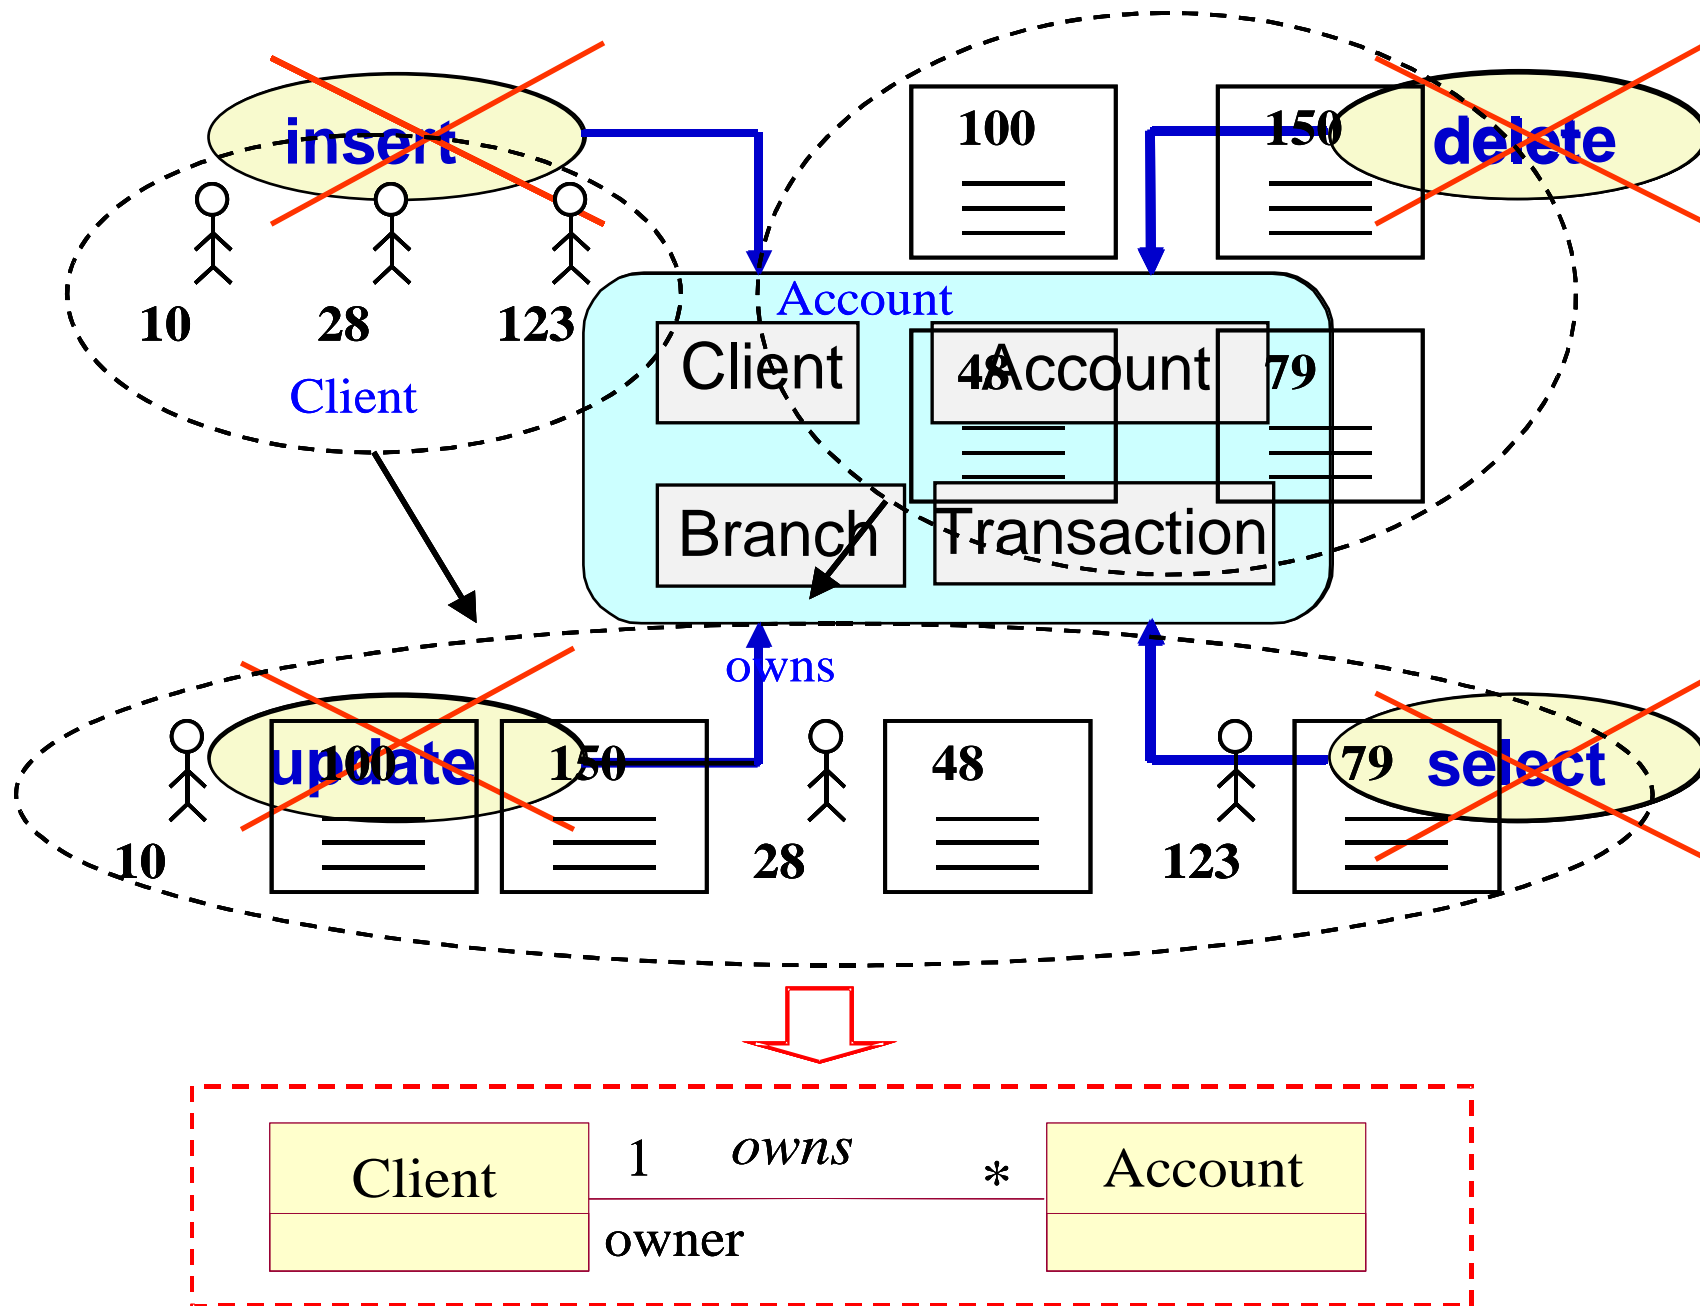 insert
delete
100
150
10
28
123
Client
Account
Client
Account
48
79
Branch
Transaction
owns
update
select
100
150
48
79
10
28
123
Client
1
owns
*
owner
Account